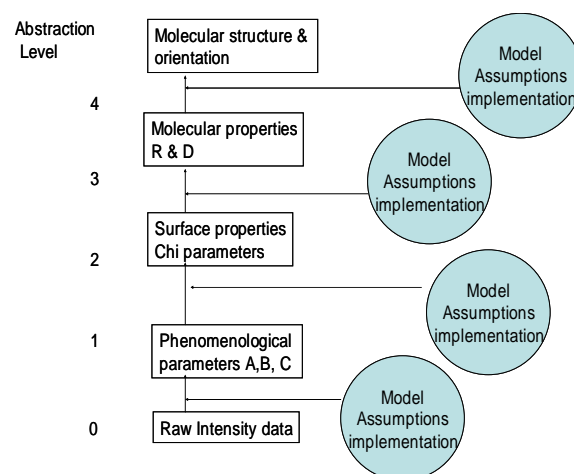 Abstraction
Level
Molecular structure &
orientation
Model
Assumptions
implementation
4
Molecular properties
R & D
Model
Assumptions
implementation
3
Surface properties
Chi parameters
2
Model
Assumptions
implementation
1
Phenomenological
parameters A,B, C
Model
Assumptions
implementation
0
Raw Intensity data